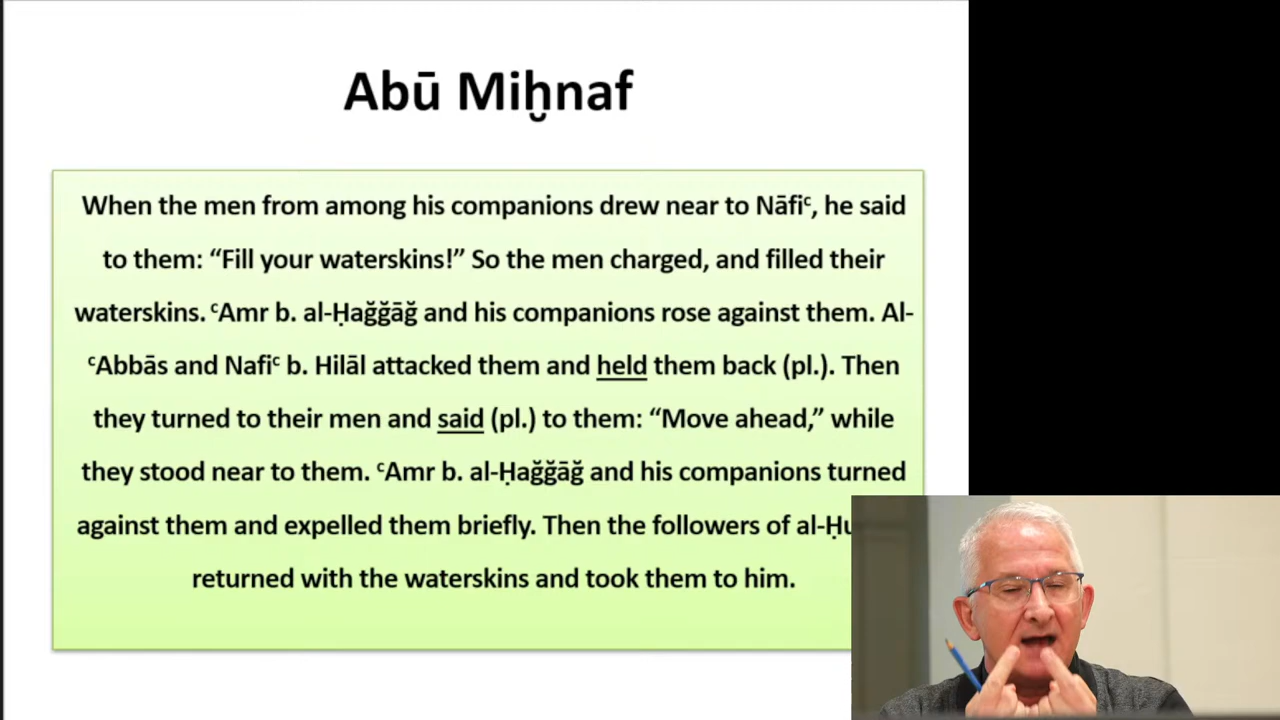 Abū Miḫnaf
When the men from among his companions drew near to Nāfiᶜ, he said
to them: “Fill your waterskins!” So the men charged, and filled their
waterskins. ᶜAmr b. al-Ḥağğāğ and his companions rose against them. Al-
ᶜAbbās and Nafiᶜ b. Hilāl attacked them and held them back (pl.). Then
they turned to their men and said (pl.) to them: “Move ahead,” while
they stood near to them. ᶜAmr b. al-Ḥağğāğ and his companions turned
against them and expelled them briefly. Then the followers of
returned with the waterskins and took them to him.